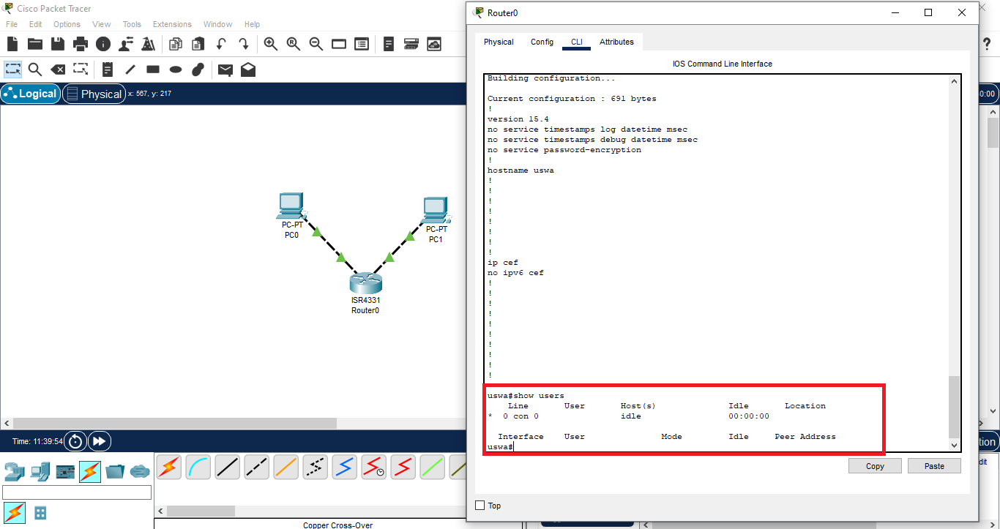 Cisco Packet Tracer
File Edit Options View Tools Extensions Window Help
Logical Physical x: 567, y: 217
PC-PT
PC0
PC-PT
PC1
ISR4331
Router0
Time: 11:39:54
Copper Cross-Over
Router0
Physical Config CLI Attributes
IOS Command Line Interface
Building configuration...
Current configuration : 691 bytes
!
version 15.4
no service timestamps log datetime msec
no service timestamps debug datetime msec
no service password-encryption
!
hostname uswa
!
!
!
!
!
!
!
!
ip cef
no ipv6 cef
!
!
!
!
!
!
!
!
!
!
uswa#show users
Line User Host(s) Idle Location
* 0 con 0 idle 00:00:00
Interface User Mode Idle Peer Address
uswa#
Copy Paste
Top
?
0:00
tion
dit